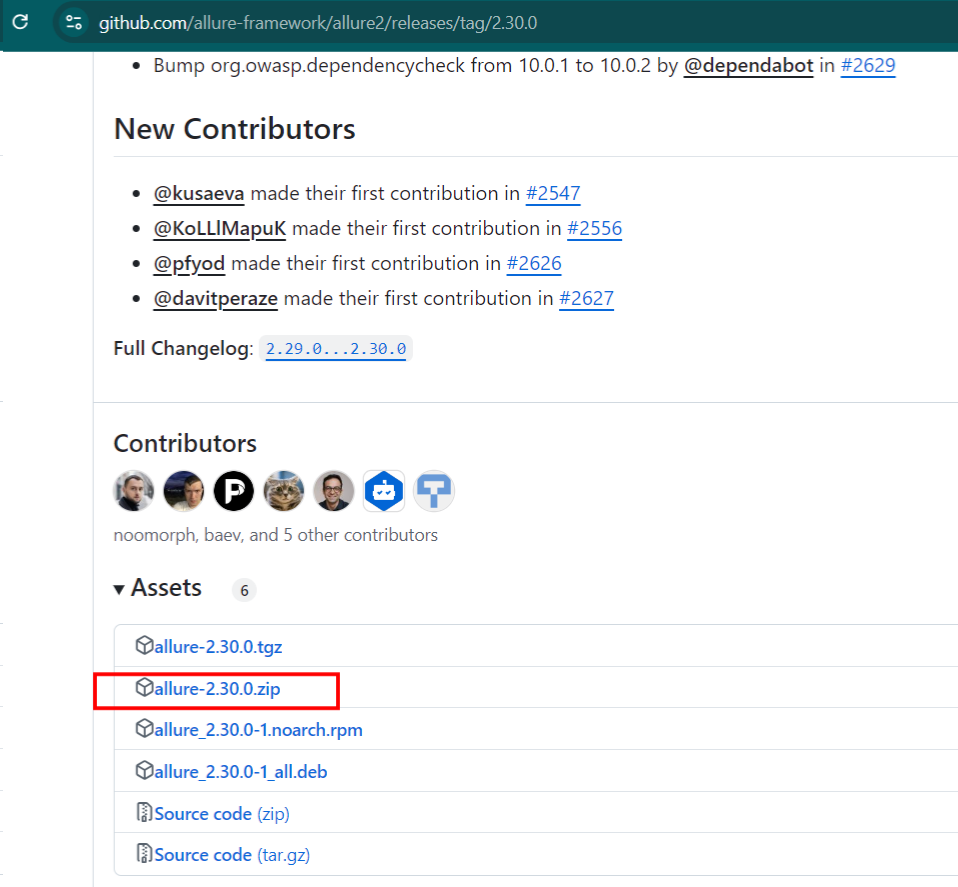 github.com/allure-framework/allure2/releases/tag/2.30.0
Bump org.owasp.dependencycheck from 10.0.1 to 10.0.2 by @dependabot in #2629
New Contributors
@kusaeva made their first contribution in #2547
@KoLLlMapuK made their first contribution in #2556
@pfyod made their first contribution in #2626
@davitperaze made their first contribution in #2627
Full Changelog: 2.29.0...2.30.0
Contributors
noomorph, baev, and 5 other contributors
Assets 6
allure-2.30.0.tgz
allure-2.30.0.zip
allure_2.30.0-1.noarch.rpm
allure_2.30.0-1_all.deb
Source code (zip)
Source code (tar.gz)